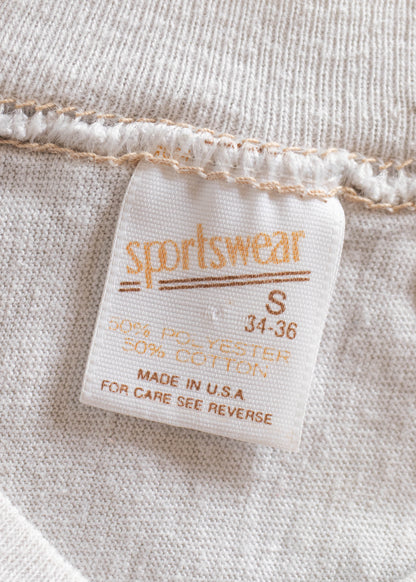 sportswear
S
34-36
50% POLYESTER
50% COTTON
MADE IN U.S.A
FOR CARE SEE REVERSE